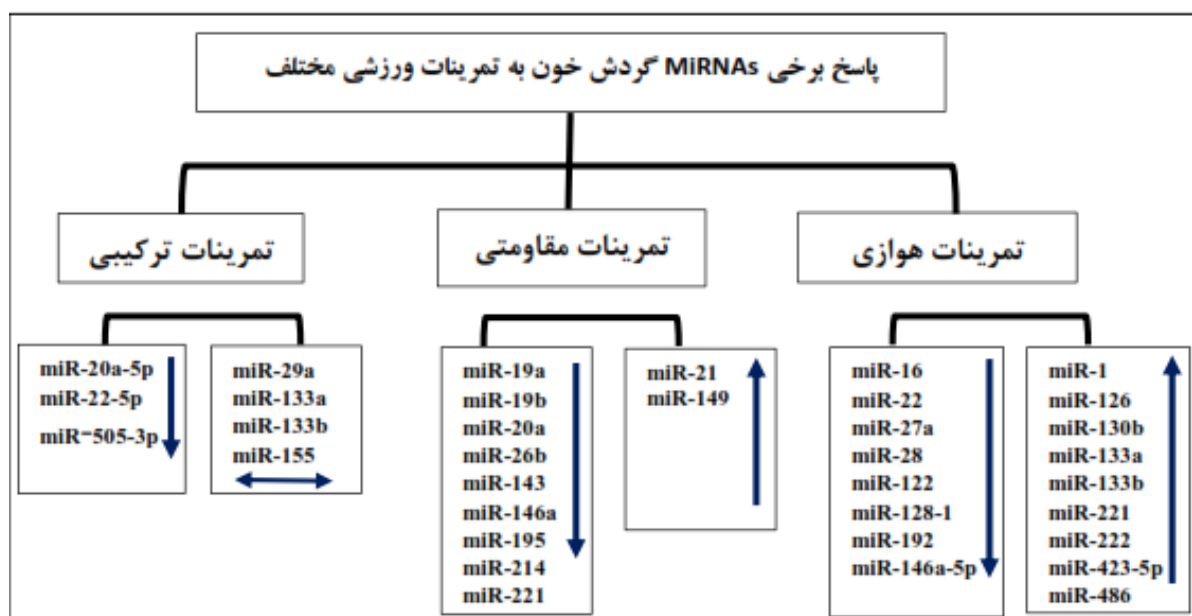 پاسخ برخی MiRNAs گردش خون به تمرینات ورزشی مختلف
تمرینات هوازی
تمرینات مقاومتی
تمرینات ترکیبی
miR-1
miR-126
miR-130b
miR-133a
miR-133b
miR-221
miR-222
miR-423-5p
miR-486
miR-16
miR-22
miR-27a
miR-28
miR-122
miR-128-1
miR-192
miR-146a-5p
miR-21
miR-149
miR-19a
miR-19b
miR-20a
miR-26b
miR-143
miR-146a
miR-195
miR-214
miR-221
miR-29a
miR-133a
miR-133b
miR-155
miR-20a-5p
miR-22-5p
miR-505-3p